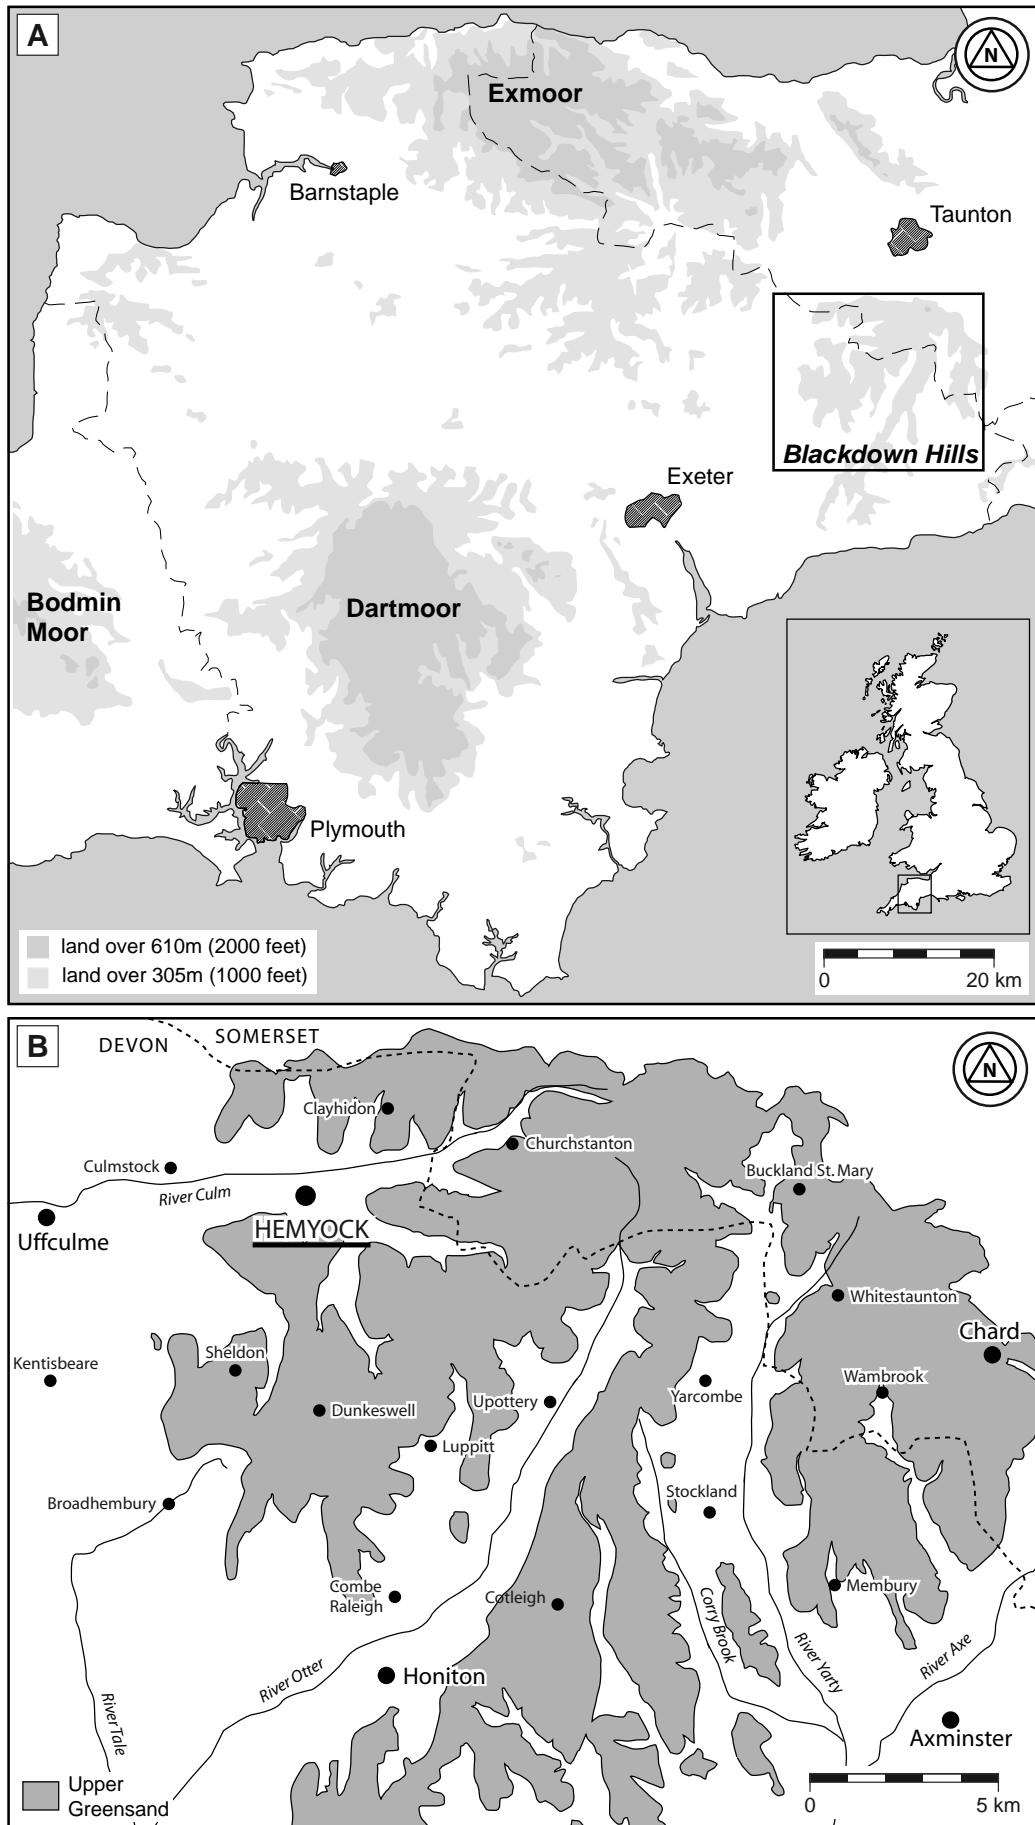 A
N
Exmoor
Barnstaple
Taunton
Blackdown Hills
Exeter
Bodmin
Moor
Dartmoor
Plymouth
land over 610m (2000 feet)
land over 305m (1000 feet)
0
20 km
B
DEVON
SOMERSET
N
Clayhidon
Churchstanton
Culmstock
River Culm
Buckland St. Mary
Uffculme
HEMYOCK
Whitestaunton
Chard
Kentisbeare
Sheldon
Wambrook
Yarcombe
Upottery
Dunkeswell
Luppitt
Stockland
Broadhembury
Combe
Raleigh
Cotleigh
Membury
Corry Brook
River Yarty
River Axe
River Otter
Honiton
River Tale
Axminster
Upper
Greensand
0
5 km